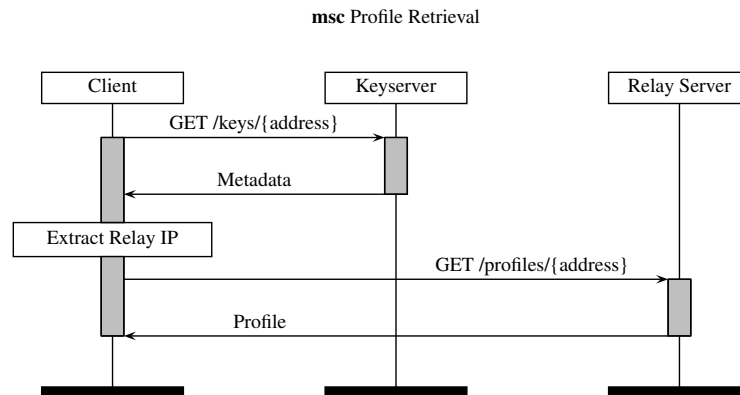 msc Profile Retrieval
Client
Keyserver
Relay Server
GET /keys/{address}
Metadata
Extract Relay IP
GET /profiles/{address}
Profile